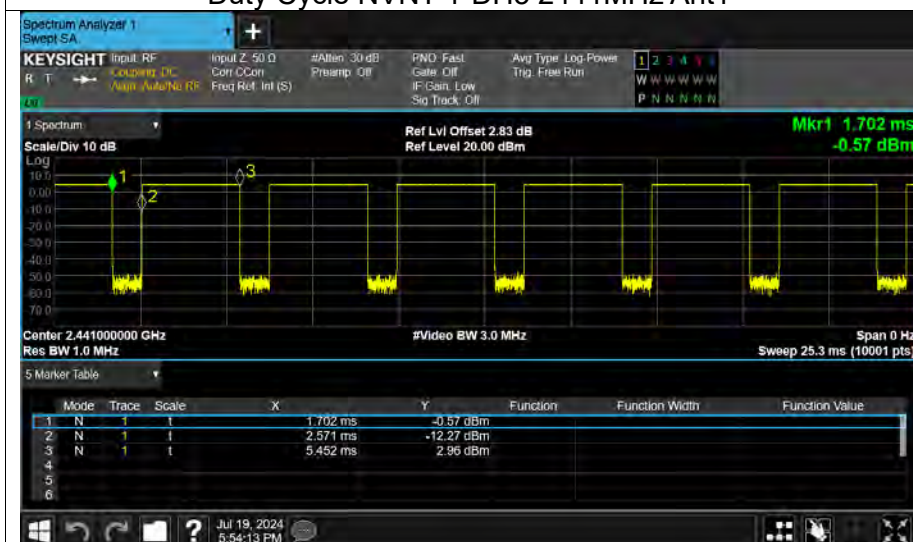 Duty Cycle NVNT 1-DH5 2441MHz Ant1
Spectrum Analyzer 1
Swept SA
+
KEYSIGHT Input: RF Input Z: 50 Ω #Atten: 30 dB PNO: Fast Avg Type: Log-Power 1 2 3 4 5 6
R T Coupling: DC Corr CCorr Preamp: Off Gate: Off Trig: Free Run W W W W W W
Align: Auto/No RF Freq Ref: Int (S) IF Gain: Low
Sig Track: Off P N N N N N
1 Spectrum Ref Lvl Offset 2.83 dB Mkr1 1.702 ms
Scale/Div 10 dB Ref Level 20.00 dBm -0.57 dBm
Log
10.0
0.00
-10.0
-20.0
-30.0
-40.0
-50.0
-60.0
-70.0
1
2
3
Center 2.441000000 GHz #Video BW 3.0 MHz Span 0 Hz
Res BW 1.0 MHz Sweep 25.3 ms (10001 pts)
5 Marker Table
Mode Trace Scale X Y Function Function Width Function Value
1 N 1 t 1.702 ms -0.57 dBm
2 N 1 t 2.571 ms -12.27 dBm
3 N 1 t 5.452 ms 2.96 dBm
4
5
6
? Jul 19, 2024
5:54:13 PM